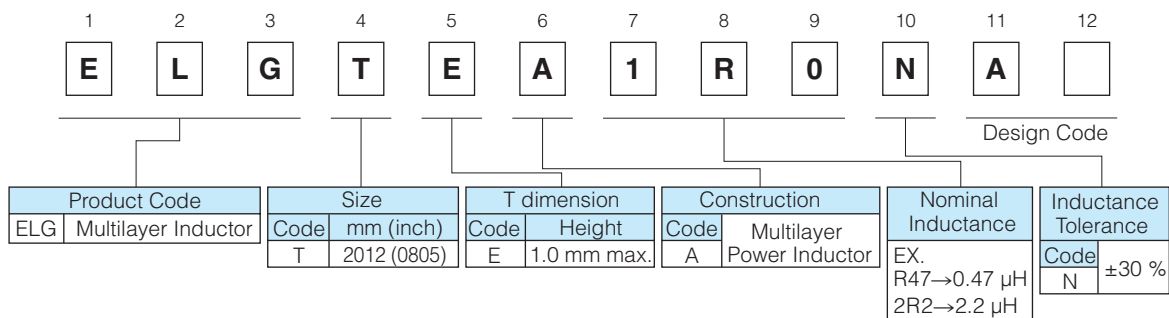 1 2 3 4 5 6 7 8 9 10 11 12
E L G T E A 1 R 0 N A
Design Code
Product Code
ELG Multilayer Inductor
Size
Code mm (inch)
T 2012 (0805)
T dimension
Code Height
E 1.0 mm max.
Construction
Code
A
Multilayer
Power Inductor
Nominal
Inductance
EX.
R47→0.47 µH
2R2→2.2 µH
Inductance
Tolerance
Code
N
±30 %